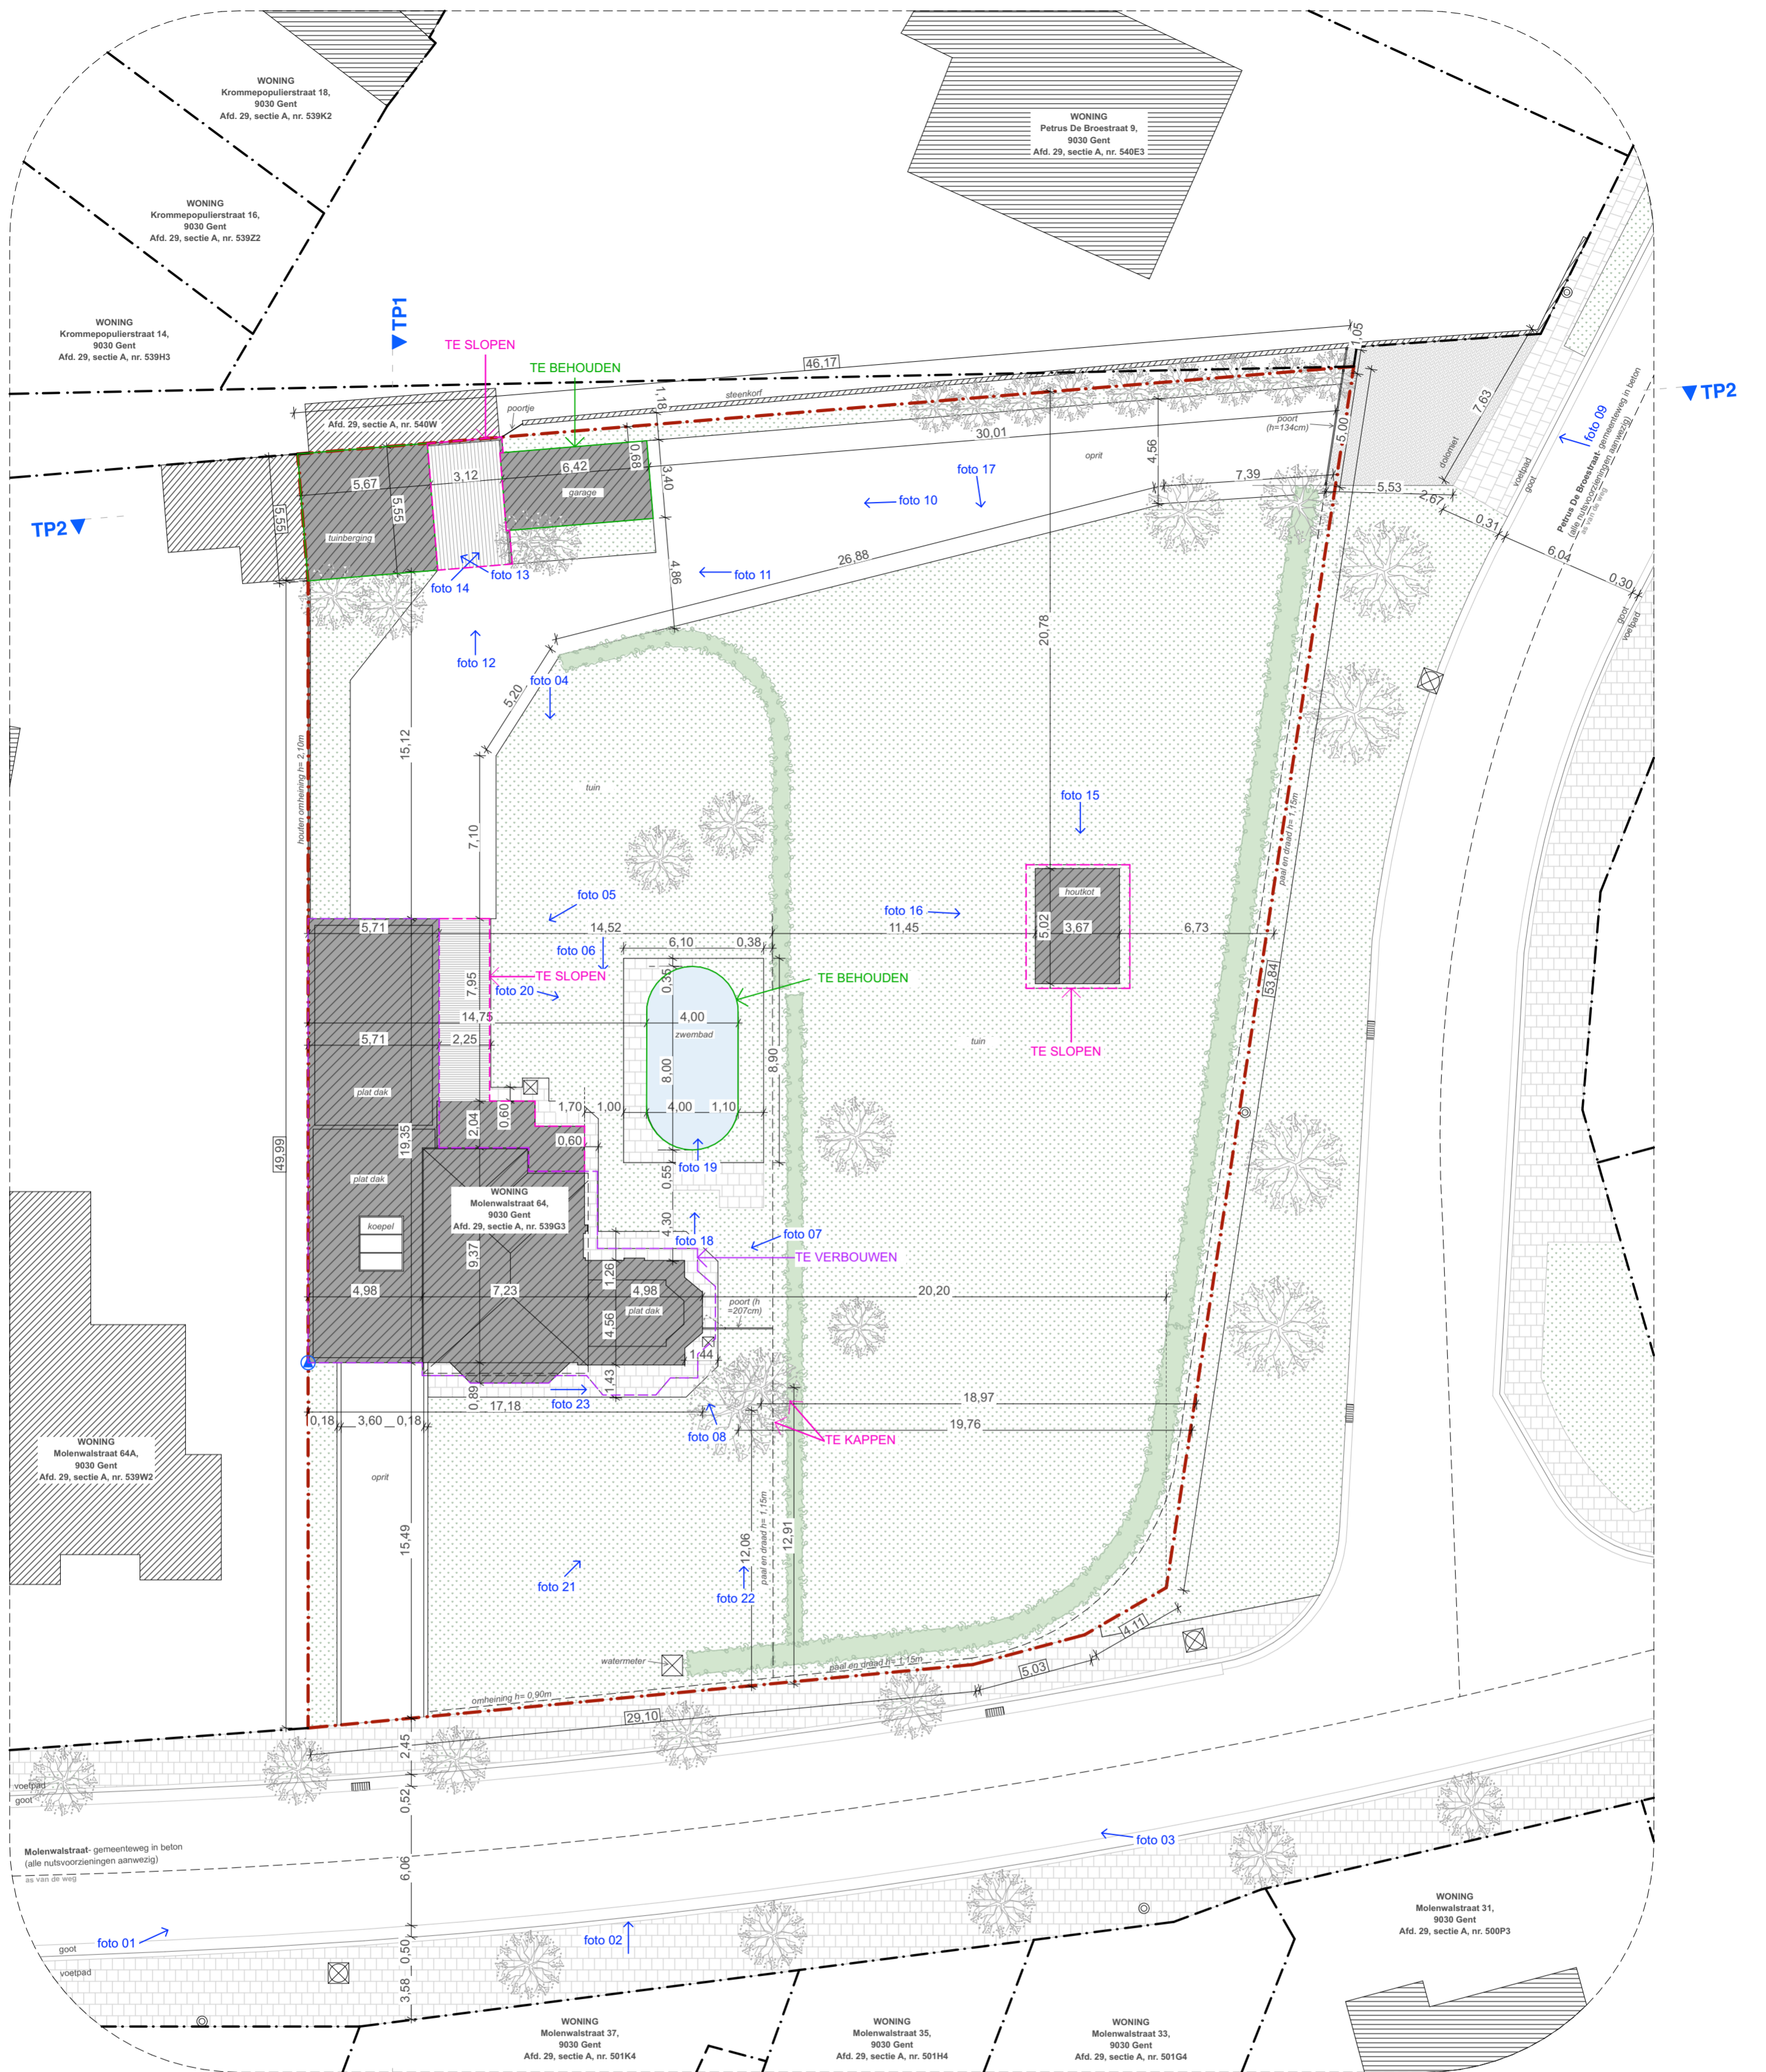 WONING
Krommepopulierstraat 18,
9030 Gent
Afd. 29, sectie A, nr. 539K2
WONING
Petrus De Broestraat 9,
9030 Gent
Afd. 29, sectie A, nr. 540E3
WONING
Krommepopulierstraat 16,
9030 Gent
Afd. 29, sectie A, nr. 539Z2
WONING
Krommepopulierstraat 14,
9030 Gent
Afd. 29, sectie A, nr. 539H3
TP1
TE SLOPEN
TE BEHOUDEN
46,17
1,05
7,63
TP2
foto 09
Petrus De Broestraat- gemeenteweg in beton
(alle nutsvoorzieningen aanwezig)
as van de weg
voetpad
goot
dolomiet
steenkorf
poortje
1,18
Afd. 29, sectie A, nr. 540W
30,01
poort
(h=134cm)
5,00
oprit
4,56
0,68
3,40
6,42
garage
3,12
5,67
5,55
5,55
tuinberging
TP2
foto 17
foto 10
7,39
5,53
2,67
0,31
6,04
0,30
goot
voetpad
26,88
foto 13
foto 14
foto 11
4,86
20,78
foto 12
foto 04
5,20
15,12
houten omheining h= 2.10m
7,10
tuin
foto 15
paal en draad h= 1,15m
houtkot
foto 05
foto 16
5,71
14,52
11,45
5,02
3,67
6,73
foto 06
6,10
0,38
TE SLOPEN
0,35
TE BEHOUDEN
53,84
7,95
foto 20
14,75
4,00
zwembad
5,71
2,25
TE SLOPEN
tuin
8,00
8,90
plat dak
0,60
1,70
1,00
4,00
1,10
2,04
0,60
19,35
49,99
foto 19
0,55
plat dak
WONING
Molenwalstraat 64,
9030 Gent
Afd. 29, sectie A, nr. 539G3
koepel
4,30
foto 18
foto 07
TE VERBOUWEN
9,37
1,26
4,98
7,23
4,98
20,20
plat dak
poort (h
=207cm)
4,56
1,44
1,43
0,89
foto 23
18,97
17,18
0,18
3,60
0,18
19,76
foto 08
TE KAPPEN
WONING
Molenwalstraat 64A,
9030 Gent
Afd. 29, sectie A, nr. 539W2
oprit
15,49
12,06
paal en draad h= 1,15m
12,91
foto 21
foto 22
4,11
watermeter
paal en draad h= 1,15m
5,03
omheining h= 0,90m
29,10
2,45
voetpad
goot
0,52
foto 03
Molenwalstraat- gemeenteweg in beton
(alle nutsvoorzieningen aanwezig)
as van de weg
6,06
WONING
Molenwalstraat 31,
9030 Gent
Afd. 29, sectie A, nr. 500P3
foto 01
foto 02
goot
0,50
voetpad
3,58
WONING
Molenwalstraat 37,
9030 Gent
Afd. 29, sectie A, nr. 501K4
WONING
Molenwalstraat 35,
9030 Gent
Afd. 29, sectie A, nr. 501H4
WONING
Molenwalstraat 33,
9030 Gent
Afd. 29, sectie A, nr. 501G4